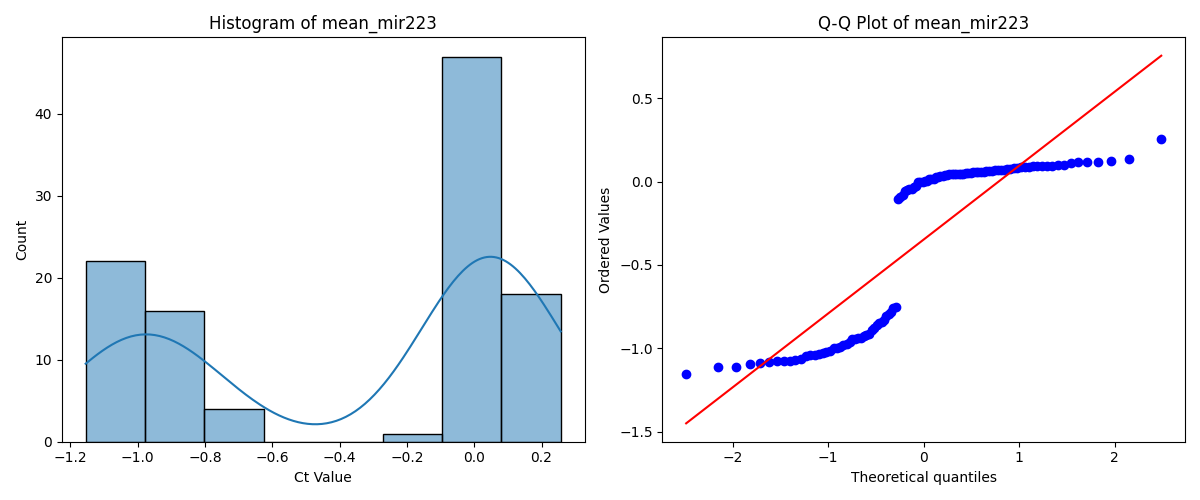 Histogram of mean_mir223
Count
40
30
20
10
0
−1.2 −1.0 −0.8 −0.6 −0.4 −0.2 0.0 0.2
Ct Value
Q-Q Plot of mean_mir223
Ordered Values
0.5
0.0
−0.5
−1.0
−1.5
−2 −1 0 1 2
Theoretical quantiles